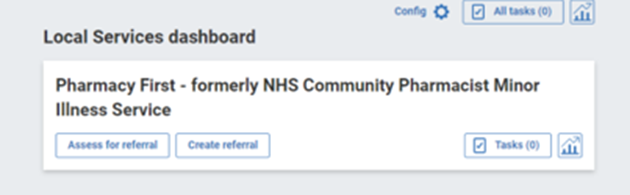 Config
All tasks (0)
Local Services dashboard
Pharmacy First - formerly NHS Community Pharmacist Minor
Illness Service
Assess for referral
Create referral
Tasks (0)